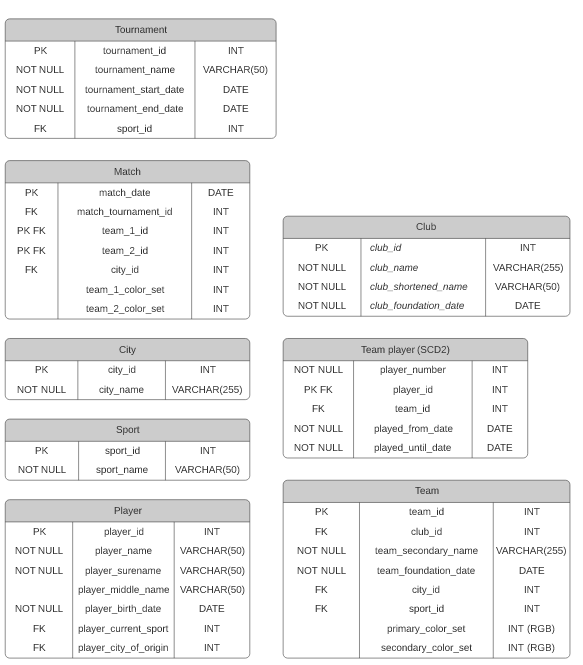 Tournament
PK tournament_id INT
NOT NULL tournament_name VARCHAR(50)
NOT NULL tournament_start_date DATE
NOT NULL tournament_end_date DATE
FK sport_id INT
Match
PK match_date DATE
FK match_tournament_id INT
PK FK team_1_id INT
PK FK team_2_id INT
FK city_id INT
team_1_color_set INT
team_2_color_set INT
City
PK city_id INT
NOT NULL city_name VARCHAR(255)
Sport
PK sport_id INT
NOT NULL sport_name VARCHAR(50)
Player
PK player_id INT
NOT NULL player_name VARCHAR(50)
NOT NULL player_surename VARCHAR(50)
player_middle_name VARCHAR(50)
NOT NULL player_birth_date DATE
FK player_current_sport INT
FK player_city_of_origin INT
Club
PK club_id INT
NOT NULL club_name VARCHAR(255)
NOT NULL club_shortened_name VARCHAR(50)
NOT NULL club_foundation_date DATE
Team player (SCD2)
NOT NULL player_number INT
PK FK player_id INT
FK team_id INT
NOT NULL played_from_date DATE
NOT NULL played_until_date DATE
Team
PK team_id INT
FK club_id INT
NOT NULL team_secondary_name VARCHAR(255)
NOT NULL team_foundation_date DATE
FK city_id INT
FK sport_id INT
primary_color_set INT (RGB)
secondary_color_set INT (RGB)